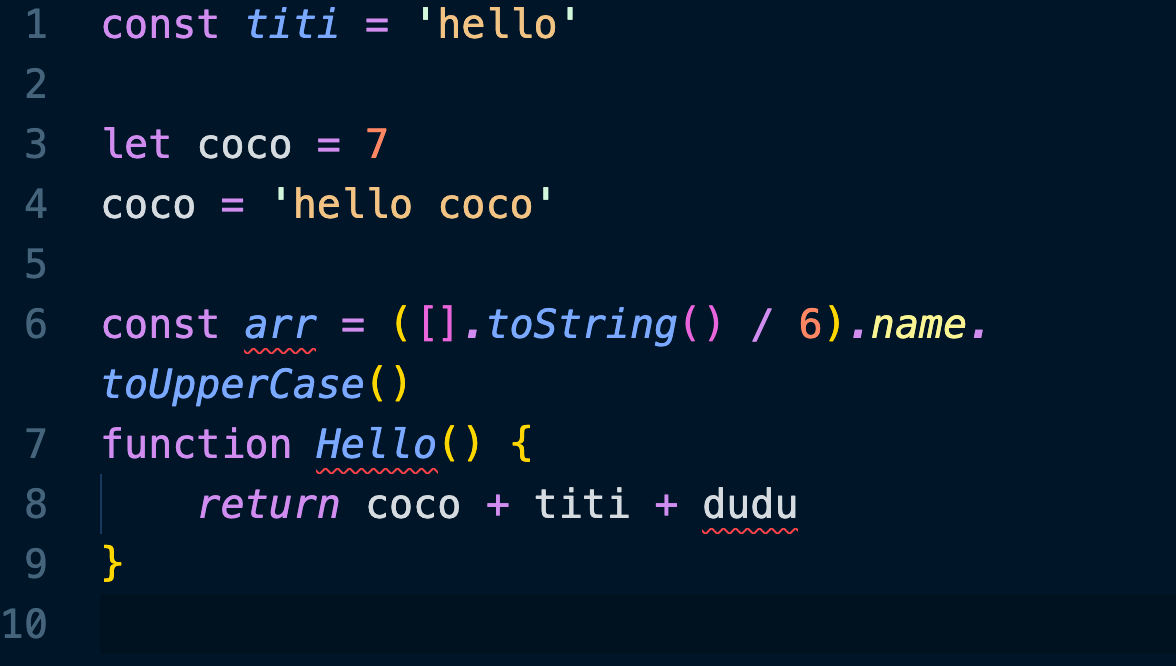 1 const titi = 'hello'
2
3 let coco = 7
4 coco = 'hello coco'
5
6 const arr = ([].toString() / 6).name.
toUpperCase()
7 function Hello() {
8     return coco + titi + dudu
9 }
10